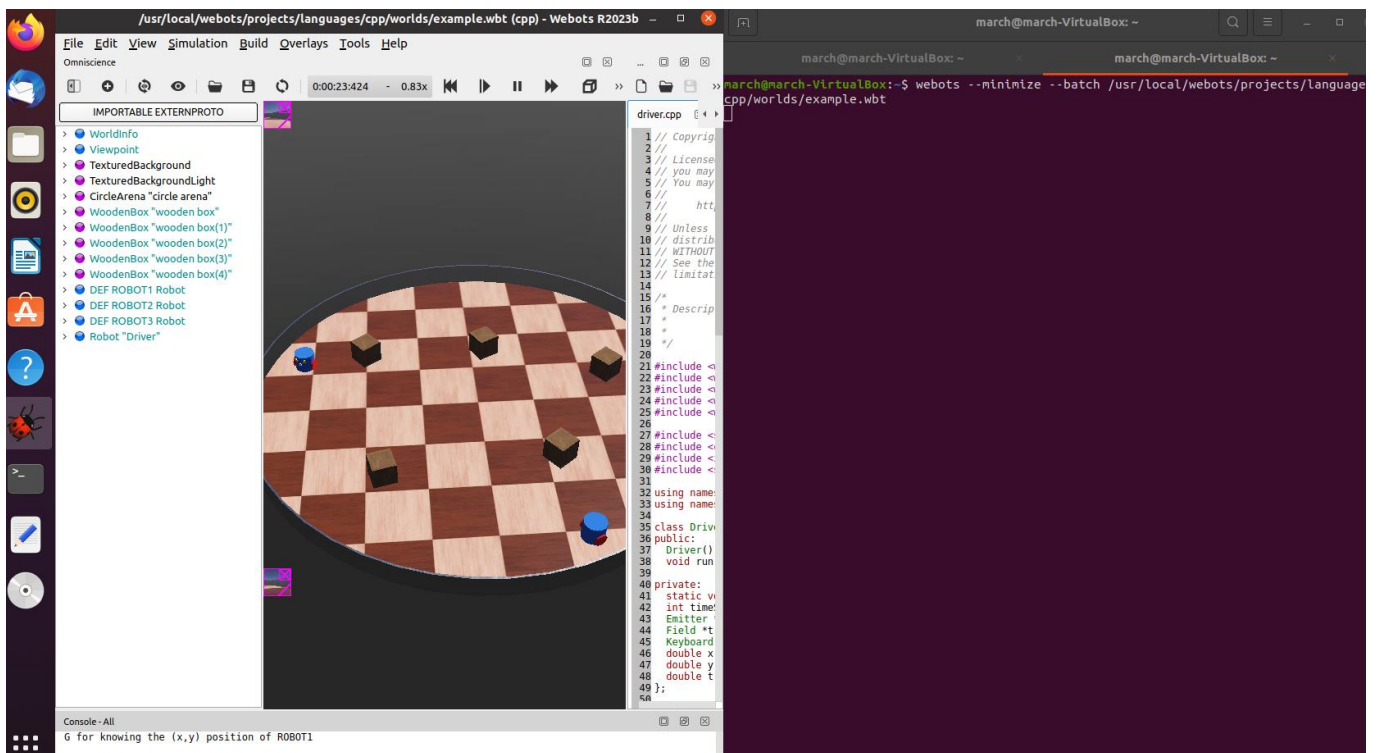 /usr/local/webots/projects/languages/cpp/worlds/example.wbt (cpp) - Webots R2023b
File Edit View Simulation Build Overlays Tools Help
Omniscience
...
0:00:23:424 - 0.83x
IMPORTABLE EXTERNPROTO
WorldInfo
Viewpoint
TexturedBackground
TexturedBackgroundLight
CircleArena "circle arena"
WoodenBox "wooden box"
WoodenBox "wooden box(1)"
WoodenBox "wooden box(2)"
WoodenBox "wooden box(3)"
WoodenBox "wooden box(4)"
DEF ROBOT1 Robot
DEF ROBOT2 Robot
DEF ROBOT3 Robot
Robot "Driver"
driver.cpp
1 // Copyrig
2 //
3 // License
4 // you may
5 // You may
6 //
7 // htt
8 //
9 // Unless
10 // distrib
11 // WITHOUT
12 // See the
13 // limitat
14
15 /*
16 * Descrip
17 *
18 *
19 */
20
21 #include <
22 #include <
23 #include <
24 #include <
25 #include <
26
27 #include <
28 #include <
29 #include <
30 #include <
31
32 using name
33 using name
34
35 class Driv
36 public:
37 Driver()
38 void run
39
40 private:
41 static v
42 int time
43 Emitter
44 Field *t
45 Keyboard
46 double x
47 double y
48 double t
49 };
50
Console - All
G for knowing the (x,y) position of ROBOT1
march@march-VirtualBox: ~
march@march-VirtualBox: ~
march@march-VirtualBox: ~
march@march-VirtualBox:~$ webots --minimize --batch /usr/local/webots/projects/language
cpp/worlds/example.wbt